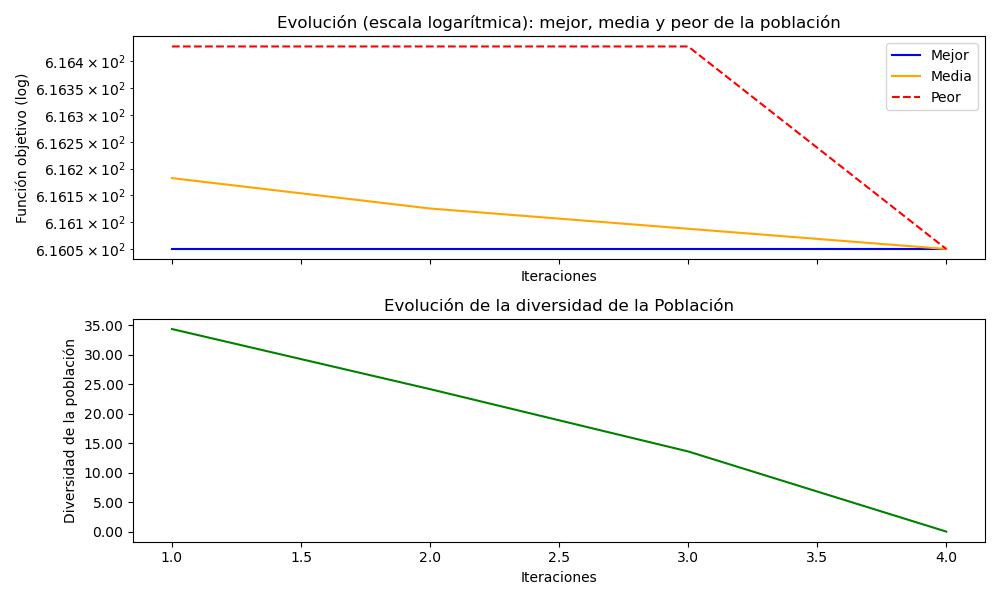 Evolución (escala logarítmica): mejor, media y peor de la población
Función objetivo (log)
6.164 × 10²
6.1635 × 10²
6.163 × 10²
6.1625 × 10²
6.162 × 10²
6.1615 × 10²
6.161 × 10²
6.1605 × 10²
Mejor
Media
Peor
Iteraciones
Evolución de la diversidad de la Población
Diversidad de la población
35.00
30.00
25.00
20.00
15.00
10.00
5.00
0.00
1.0 1.5 2.0 2.5 3.0 3.5 4.0
Iteraciones